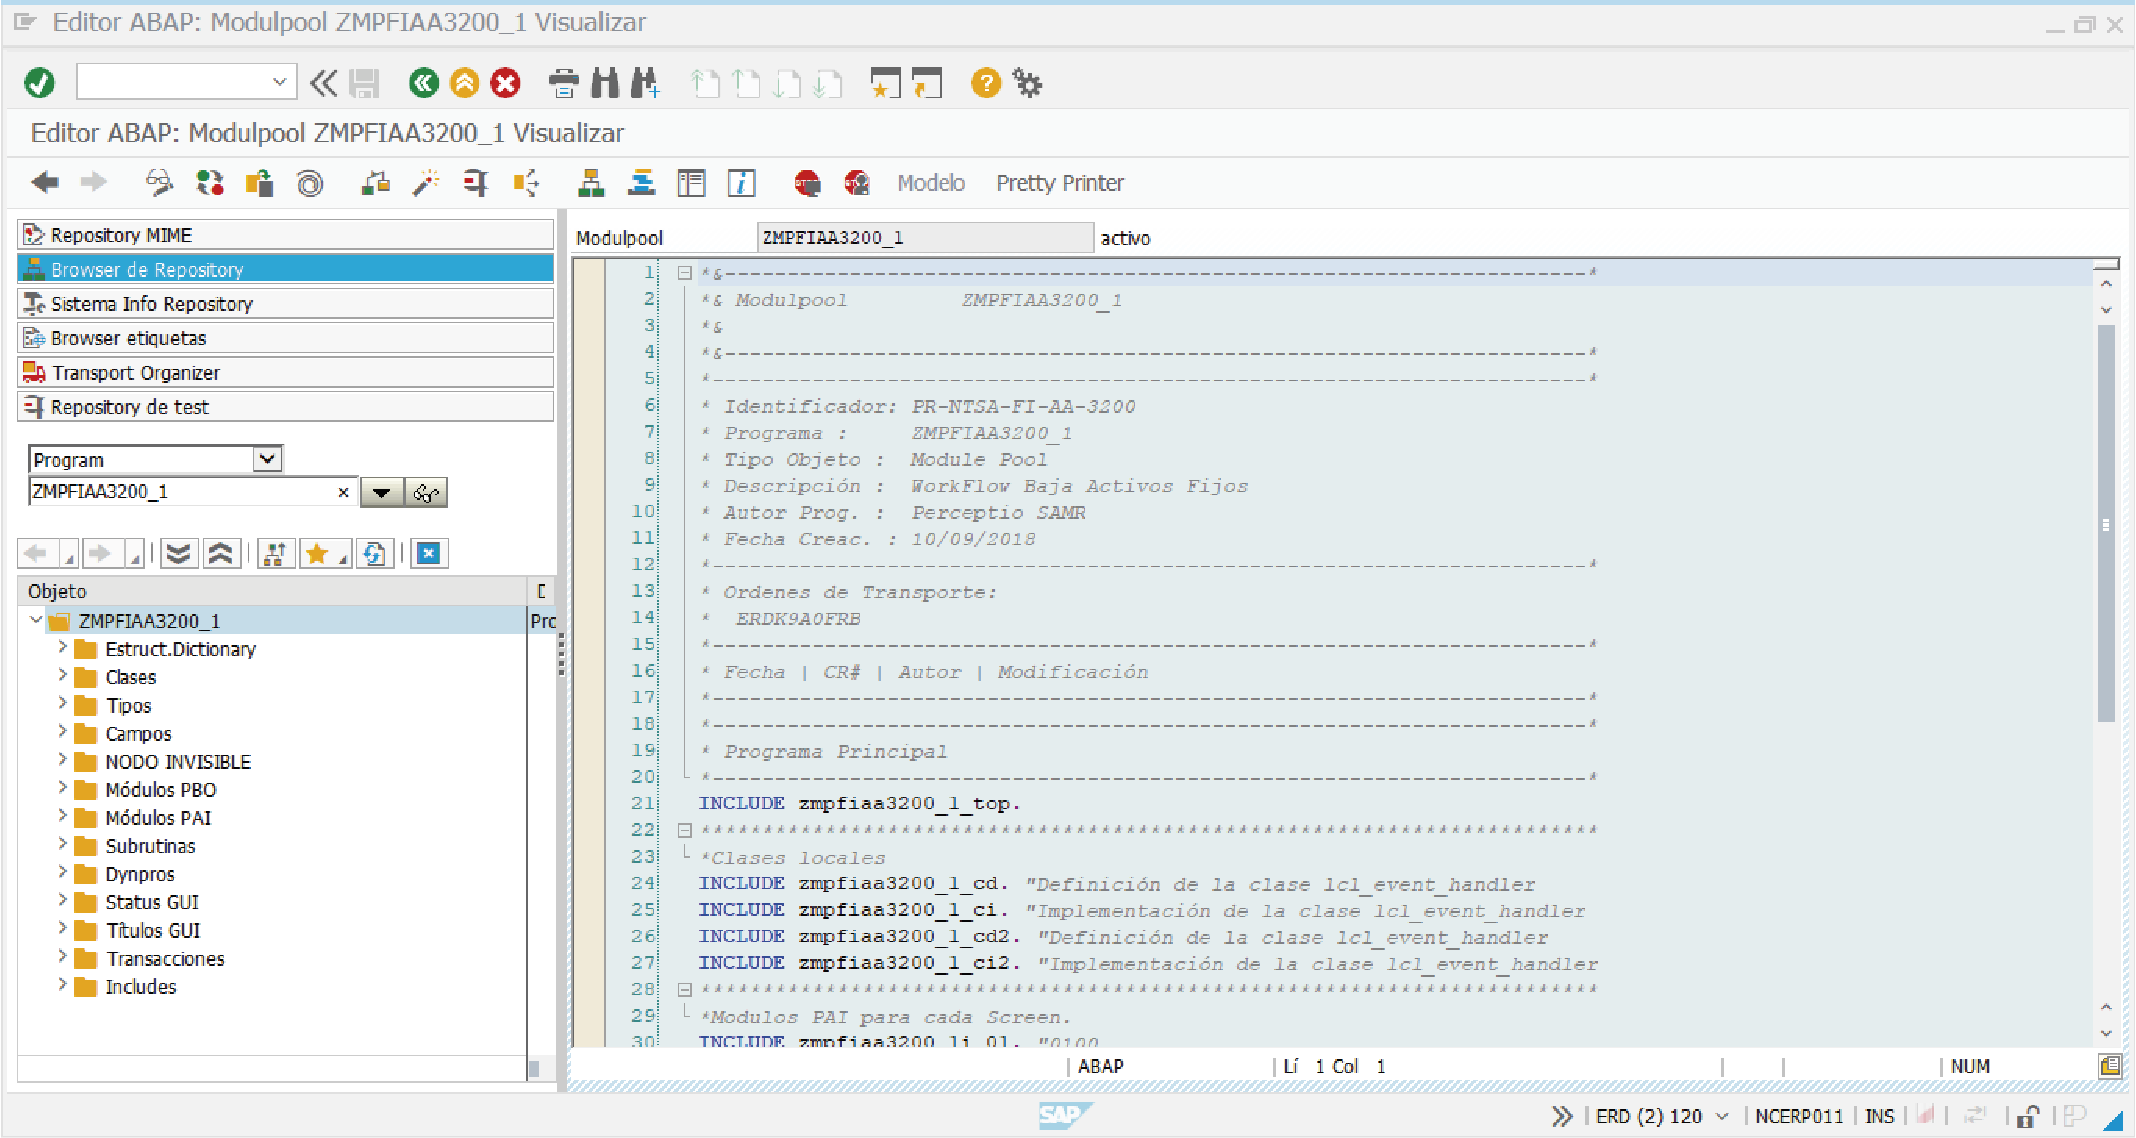 Editor ABAP: Modulpool ZMPFIAA3200_1 Visualizar
Editor ABAP: Modulpool ZMPFIAA3200_1 Visualizar
Modelo Pretty Printer
Repository MIME
Browser de Repository
Sistema Info Repository
Browser etiquetas
Transport Organizer
Repository de test
Program
ZMPFIAA3200_1
Objeto D
ZMPFIAA3200_1 Pro
Estruct.Dictionary
Clases
Tipos
Campos
NODO INVISIBLE
Módulos PBO
Módulos PAI
Subrutinas
Dynpros
Status GUI
Títulos GUI
Transacciones
Includes
Modulpool ZMPFIAA3200_1 activo
1 *&---------------------------------------------------------------------*
2 *& Modulpool ZMPFIAA3200_1
3 *&
4 *&---------------------------------------------------------------------*
5 *----------------------------------------------------------------------*
6 * Identificador: PR-NTSA-FI-AA-3200
7 * Programa : ZMPFIAA3200_1
8 * Tipo Objeto : Module Pool
9 * Descripción : WorkFlow Baja Activos Fijos
10 * Autor Prog. : Perceptio SAMR
11 * Fecha Creac. : 10/09/2018
12 *----------------------------------------------------------------------*
13 * Ordenes de Transporte:
14 * ERDK9A0FRB
15 *----------------------------------------------------------------------*
16 * Fecha | CR# | Autor | Modificación
17 *----------------------------------------------------------------------*
18 *----------------------------------------------------------------------*
19 * Programa Principal
20 *----------------------------------------------------------------------*
21 INCLUDE zmpfiaa3200_1_top.
22 ************************************************************************
23 *Clases locales
24 INCLUDE zmpfiaa3200_1_cd. "Definición de la clase lcl_event_handler
25 INCLUDE zmpfiaa3200_1_ci. "Implementación de la clase lcl_event_handler
26 INCLUDE zmpfiaa3200_1_cd2. "Definición de la clase lcl_event_handler
27 INCLUDE zmpfiaa3200_1_ci2. "Implementación de la clase lcl_event_handler
28 ************************************************************************
29 *Modulos PAI para cada Screen.
30 INCLUDE zmpfiaa3200_1i_01. "0100
ABAP Lí 1 Col 1 NUM
SAP ERD (2) 120 NCERP011 INS